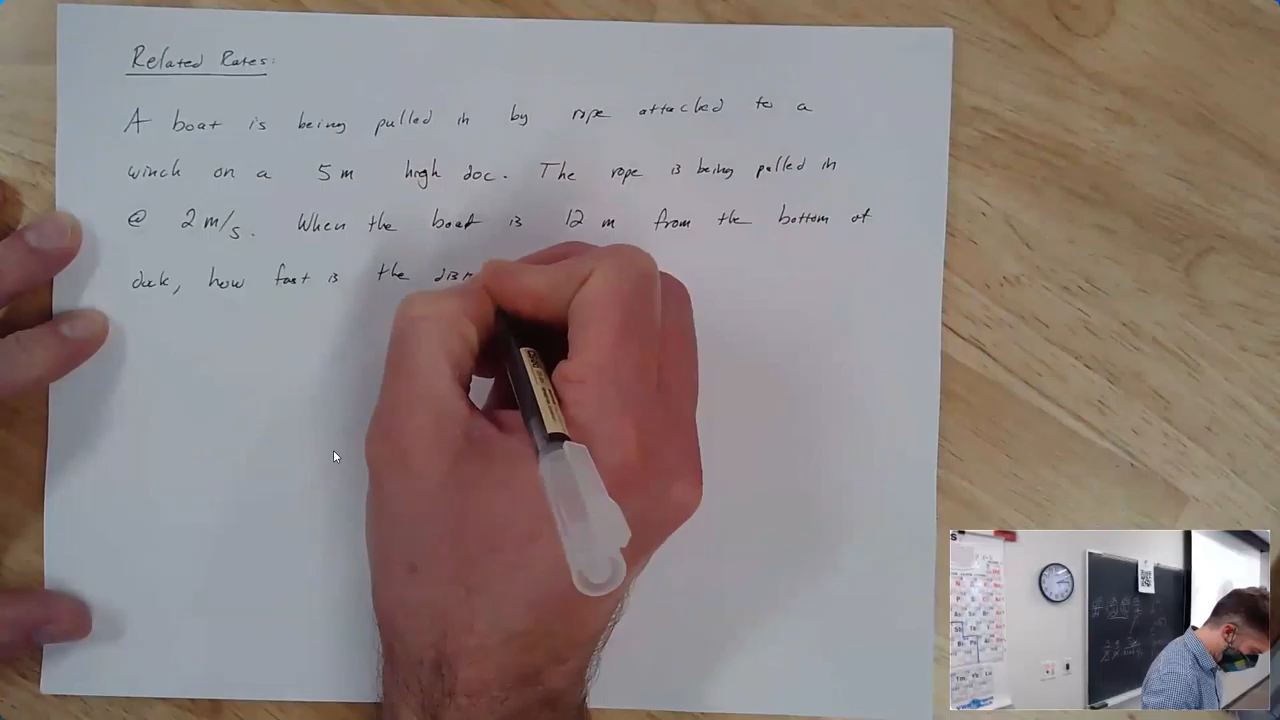 Related Rates:
A boat is being pulled in by rope attached to a
winch on a 5 m high doc. The rope is being pulled in
@ 2 m/s. When the boat is 12 m from the bottom of
dock, how fast is the